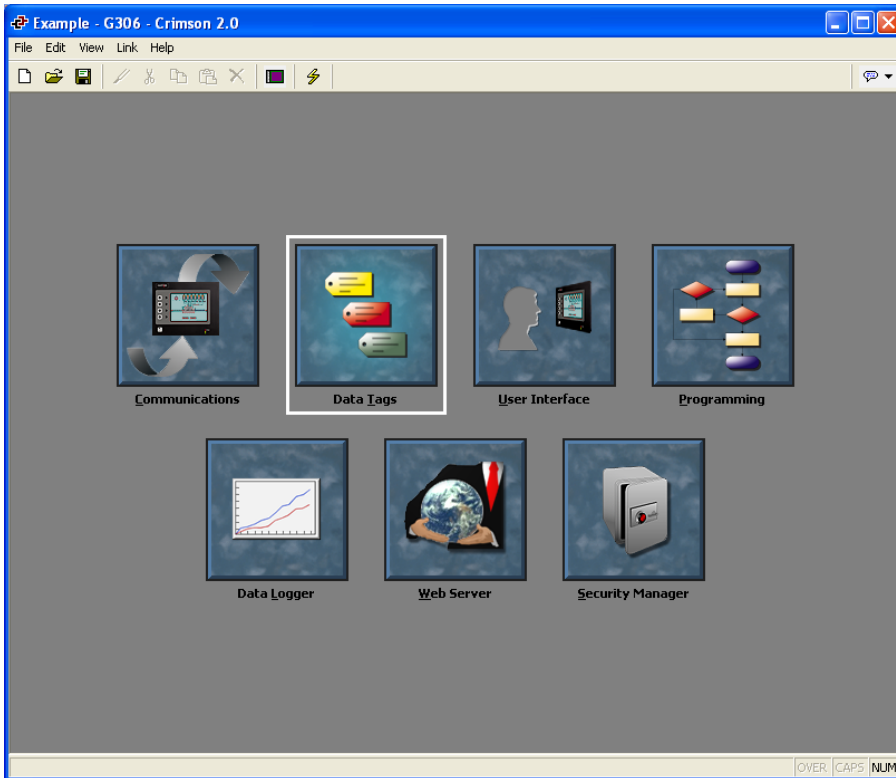 Example - G306 - Crimson 2.0
File Edit View Link Help
Communications
Data Tags
User Interface
Programming
Data Logger
Web Server
Security Manager
OVER CAPS NUM